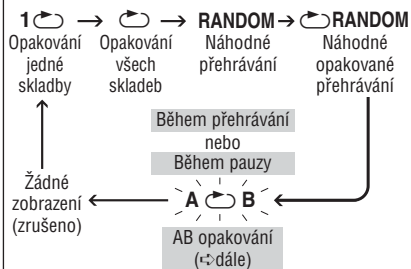 1 → → RANDOM → RANDOM
Opakování jedné skladby
Opakování všech skladeb
Náhodné přehrávání
Náhodné opakované přehrávání
Během přehrávání
nebo
Během pauzy
A B
AB opakování
(➪dále)
Žádné
zobrazení
(zrušeno)